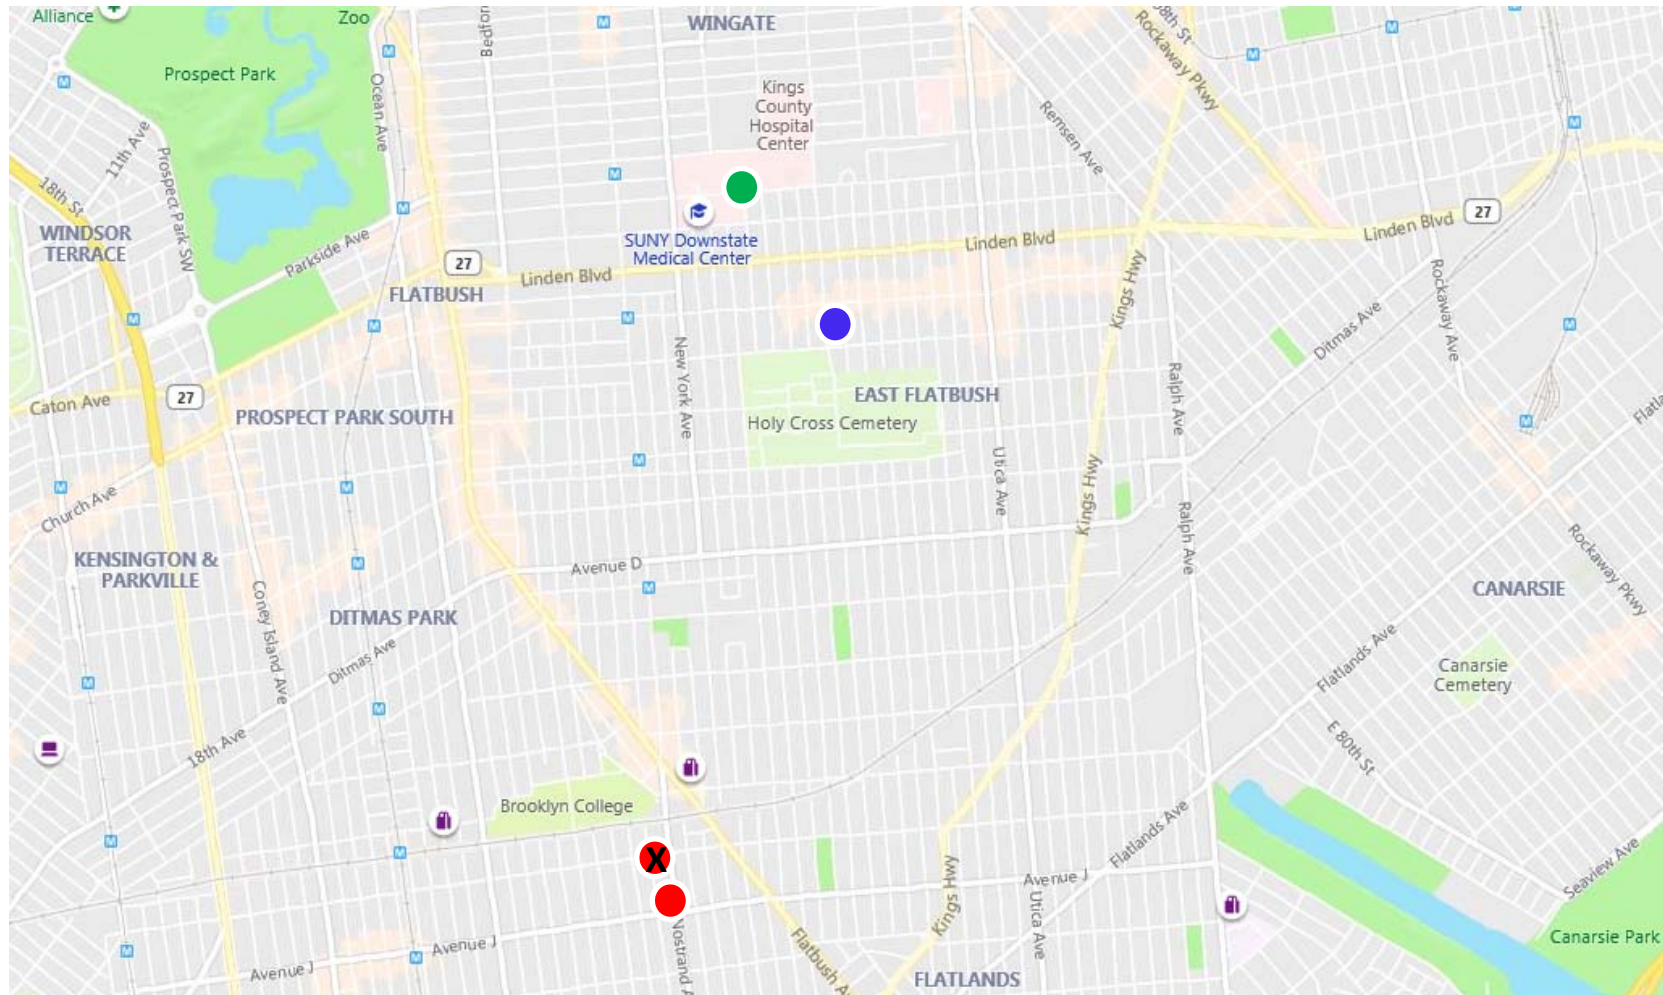 Alliance
Zoo
Prospect Park
Ocean Ave
WINGATE
Kings
County
Hospital
Center
Rockaway Pkwy
Remsen Ave
11th Ave
Prospect Park SW
18th St
WINDSOR
TERRACE
Parkside Ave
SUNY Downstate
Medical Center
27
Linden Blvd
Linden Blvd
Linden Blvd
27
FLATBUSH
Kings Hwy
Rockaway Ave
Ditmas Ave
27
Caton Ave
PROSPECT PARK SOUTH
New York Ave
EAST FLATBUSH
Holy Cross Cemetery
Ralph Ave
Utica Ave
Kings Hwy
Ralph Ave
Church Ave
KENSINGTON &
PARKVILLE
Avenue D
Coney Island Ave
DITMAS PARK
Ditmas Ave
Rockaway Pkwy
CANARSIE
Flatlands Ave
Canarsie
Cemetery
18th Ave
E 80th St
Brooklyn College
X
Flatlands Ave
Seaview Ave
Avenue J
Kings Hwy
Utica Ave
Avenue J
Avenue J
Flatbush
FLATLANDS
Canarsie Park